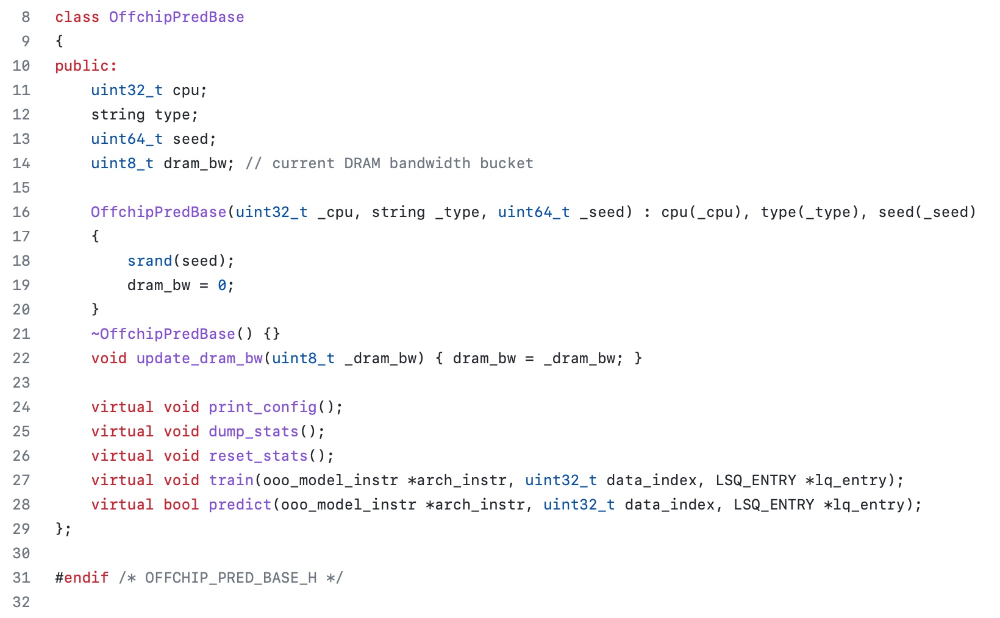 8 class OffchipPredBase
9 {
10 public:
11 uint32_t cpu;
12 string type;
13 uint64_t seed;
14 uint8_t dram_bw; // current DRAM bandwidth bucket
15
16 OffchipPredBase(uint32_t _cpu, string _type, uint64_t _seed) : cpu(_cpu), type(_type), seed(_seed)
17 {
18 srand(seed);
19 dram_bw = 0;
20 }
21 ~OffchipPredBase() {}
22 void update_dram_bw(uint8_t _dram_bw) { dram_bw = _dram_bw; }
23
24 virtual void print_config();
25 virtual void dump_stats();
26 virtual void reset_stats();
27 virtual void train(ooo_model_instr *arch_instr, uint32_t data_index, LSQ_ENTRY *lq_entry);
28 virtual bool predict(ooo_model_instr *arch_instr, uint32_t data_index, LSQ_ENTRY *lq_entry);
29 };
30
31 #endif /* OFFCHIP_PRED_BASE_H */
32